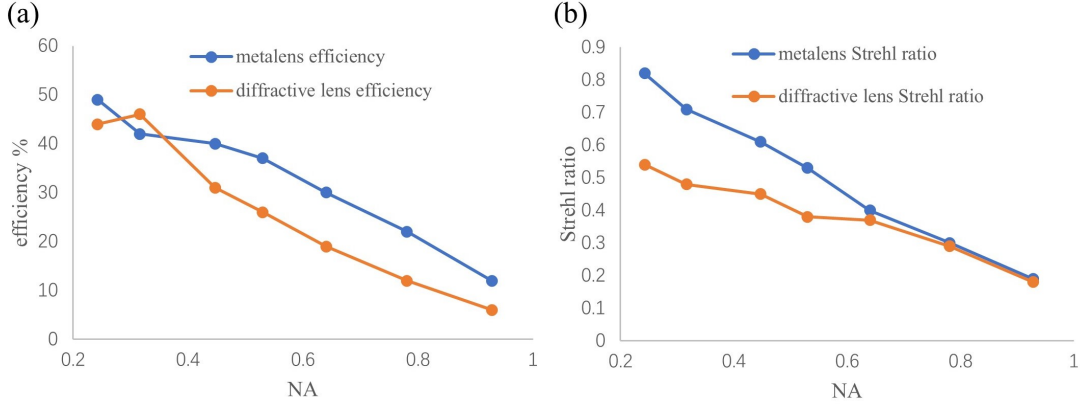 (a)
60
50
40
30
20
10
0
efficiency %
metalens efficiency
diffractive lens efficiency
0.2 0.4 0.6 0.8 1
NA
(b)
0.9
0.8
0.7
0.6
0.5
0.4
0.3
0.2
0.1
0
Strehl ratio
metalens Strehl ratio
diffractive lens Strehl ratio
0.2 0.4 0.6 0.8 1
NA